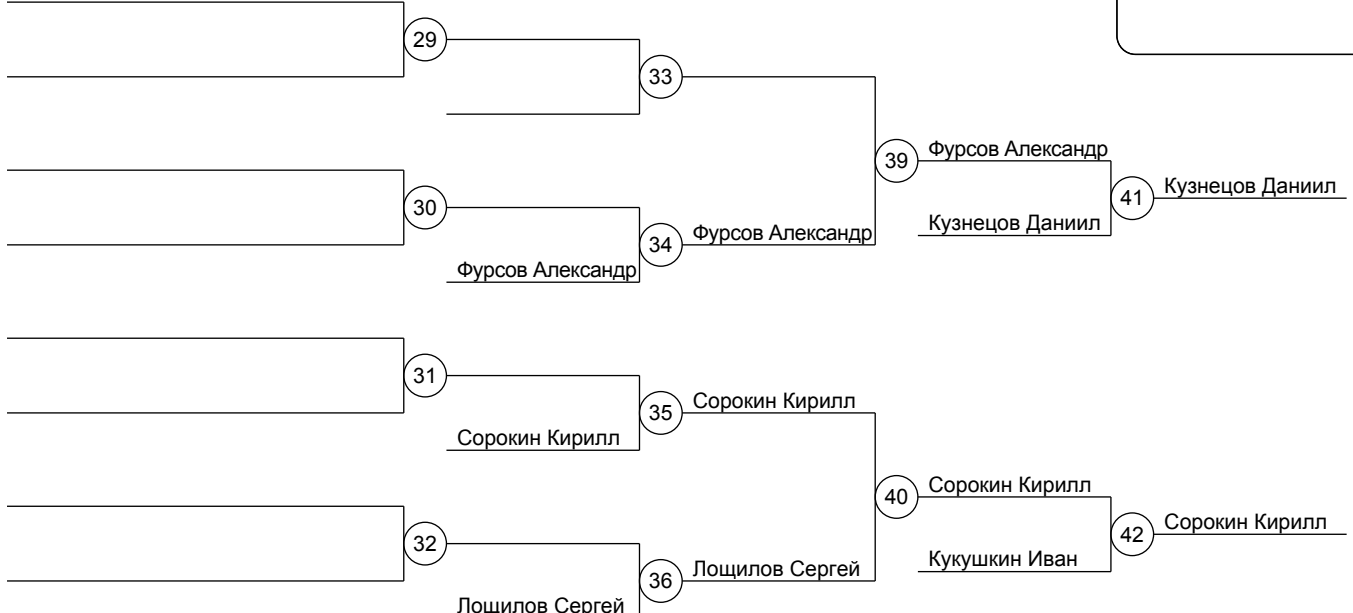 29
33
39
Фурсов Александр
41
Кузнецов Даниил
30
Кузнецов Даниил
34
Фурсов Александр
Фурсов Александр
31
35
Сорокин Кирилл
Сорокин Кирилл
40
Сорокин Кирилл
42
Сорокин Кирилл
32
Кукушкин Иван
36
Лощилов Сергей
Лощилов Сергей